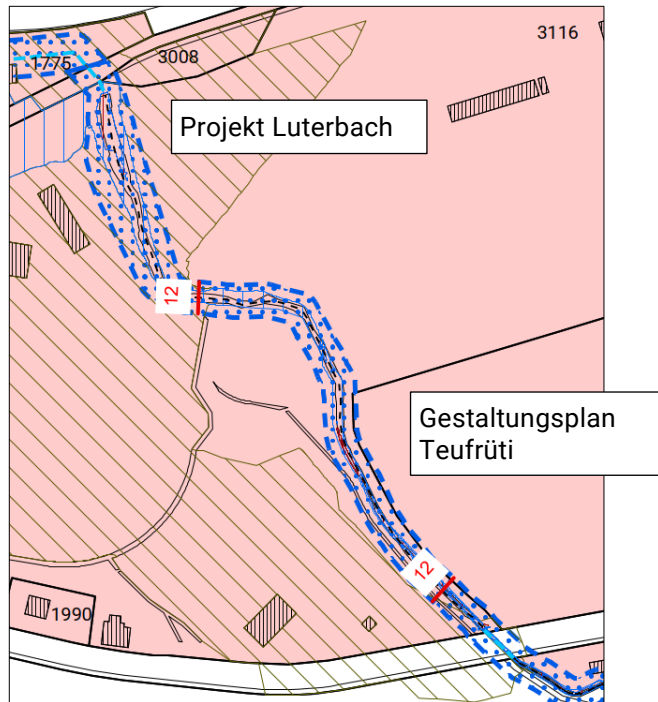 3116
1775
3008
Projekt Luterbach
12
Gestaltungsplan
Teufrüti
12
1990